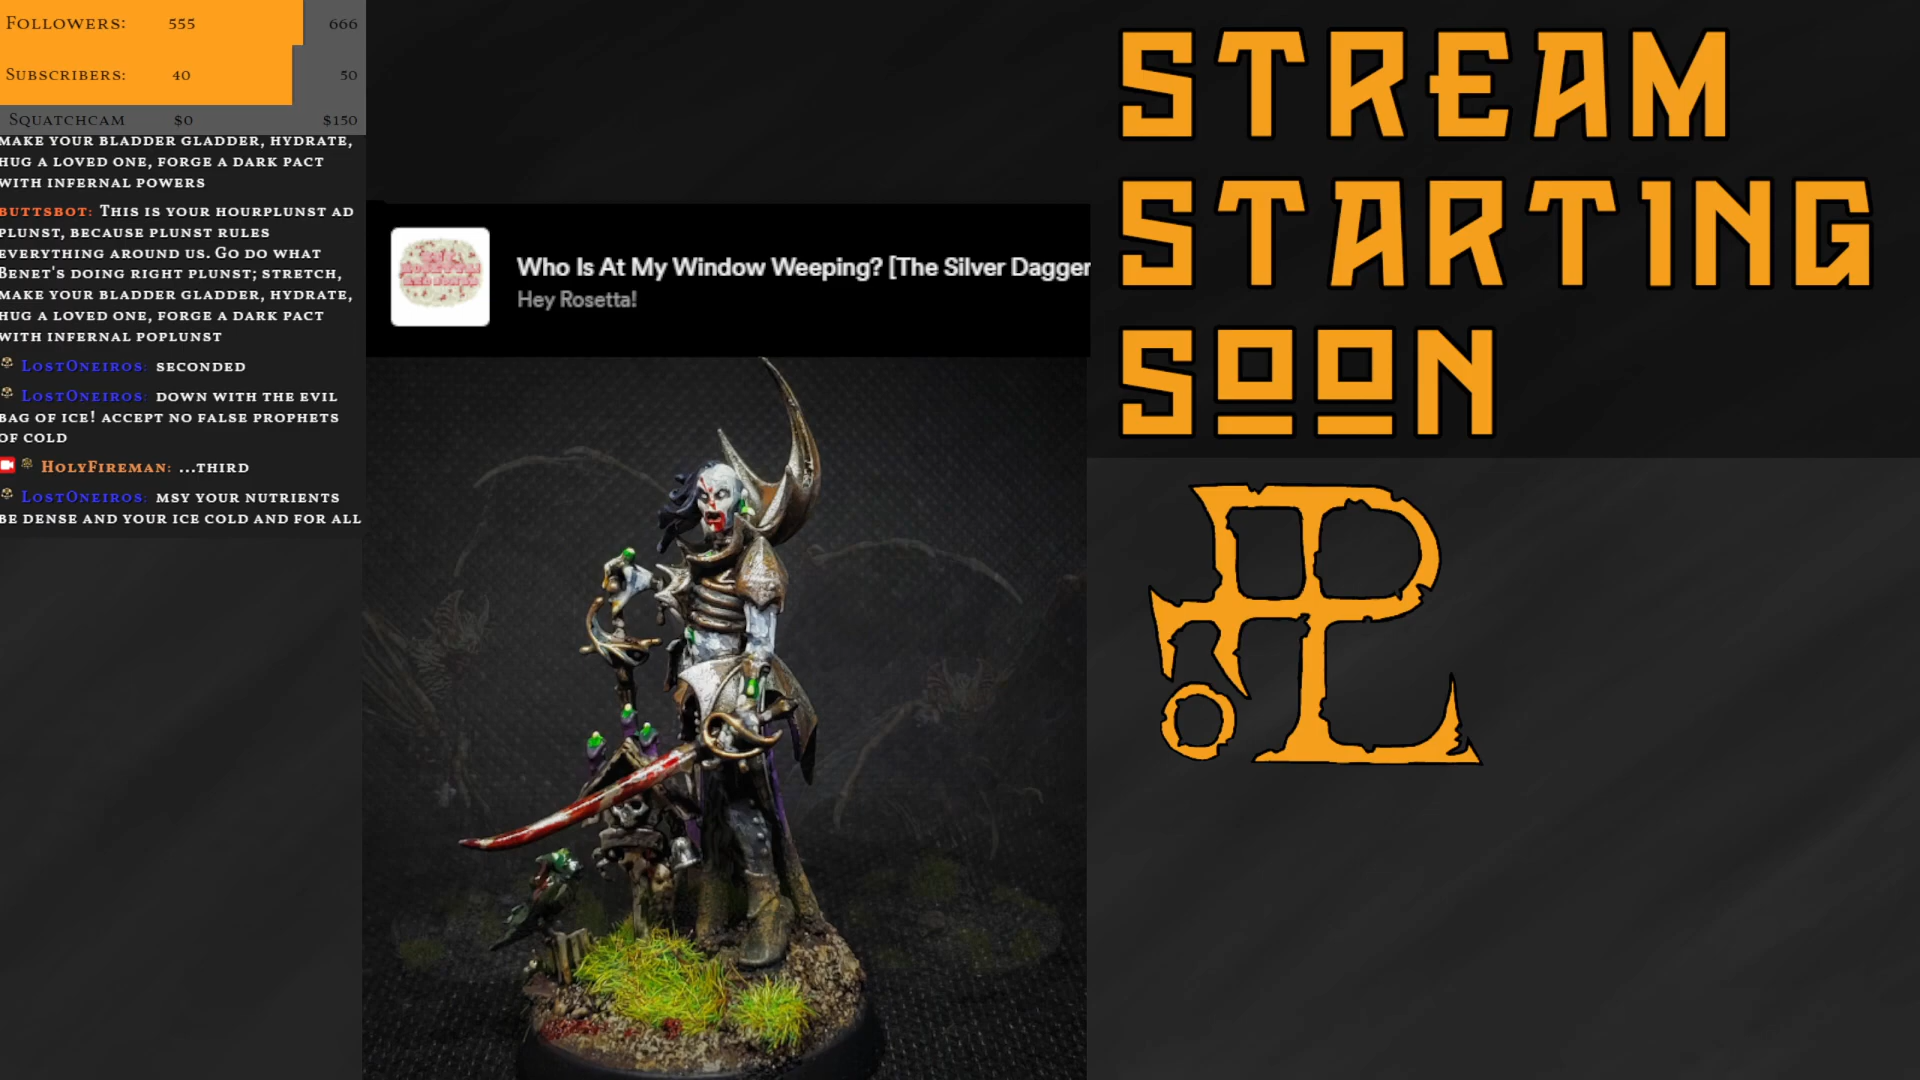 Followers: 555 666
Subscribers: 40 50
Squatchcam $0 $150
make your bladder gladder, hydrate,
hug a loved one, forge a dark pact
with infernal powers
Buttsbot: This is your hourplunst ad
plunst, because plunst rules
everything around us. Go do what
Benet's doing right plunst; stretch,
make your bladder gladder, hydrate,
hug a loved one, forge a dark pact
with infernal poplunst
LostOneiros: seconded
LostOneiros: down with the evil
bag of ice! accept no false prophets
of cold
HolyFireman: ...third
LostOneiros: msy your nutrients
be dense and your ice cold and for all
Who Is At My Window Weeping? [The Silver Dagger
Hey Rosetta!
STREAM
STARTING
SOON